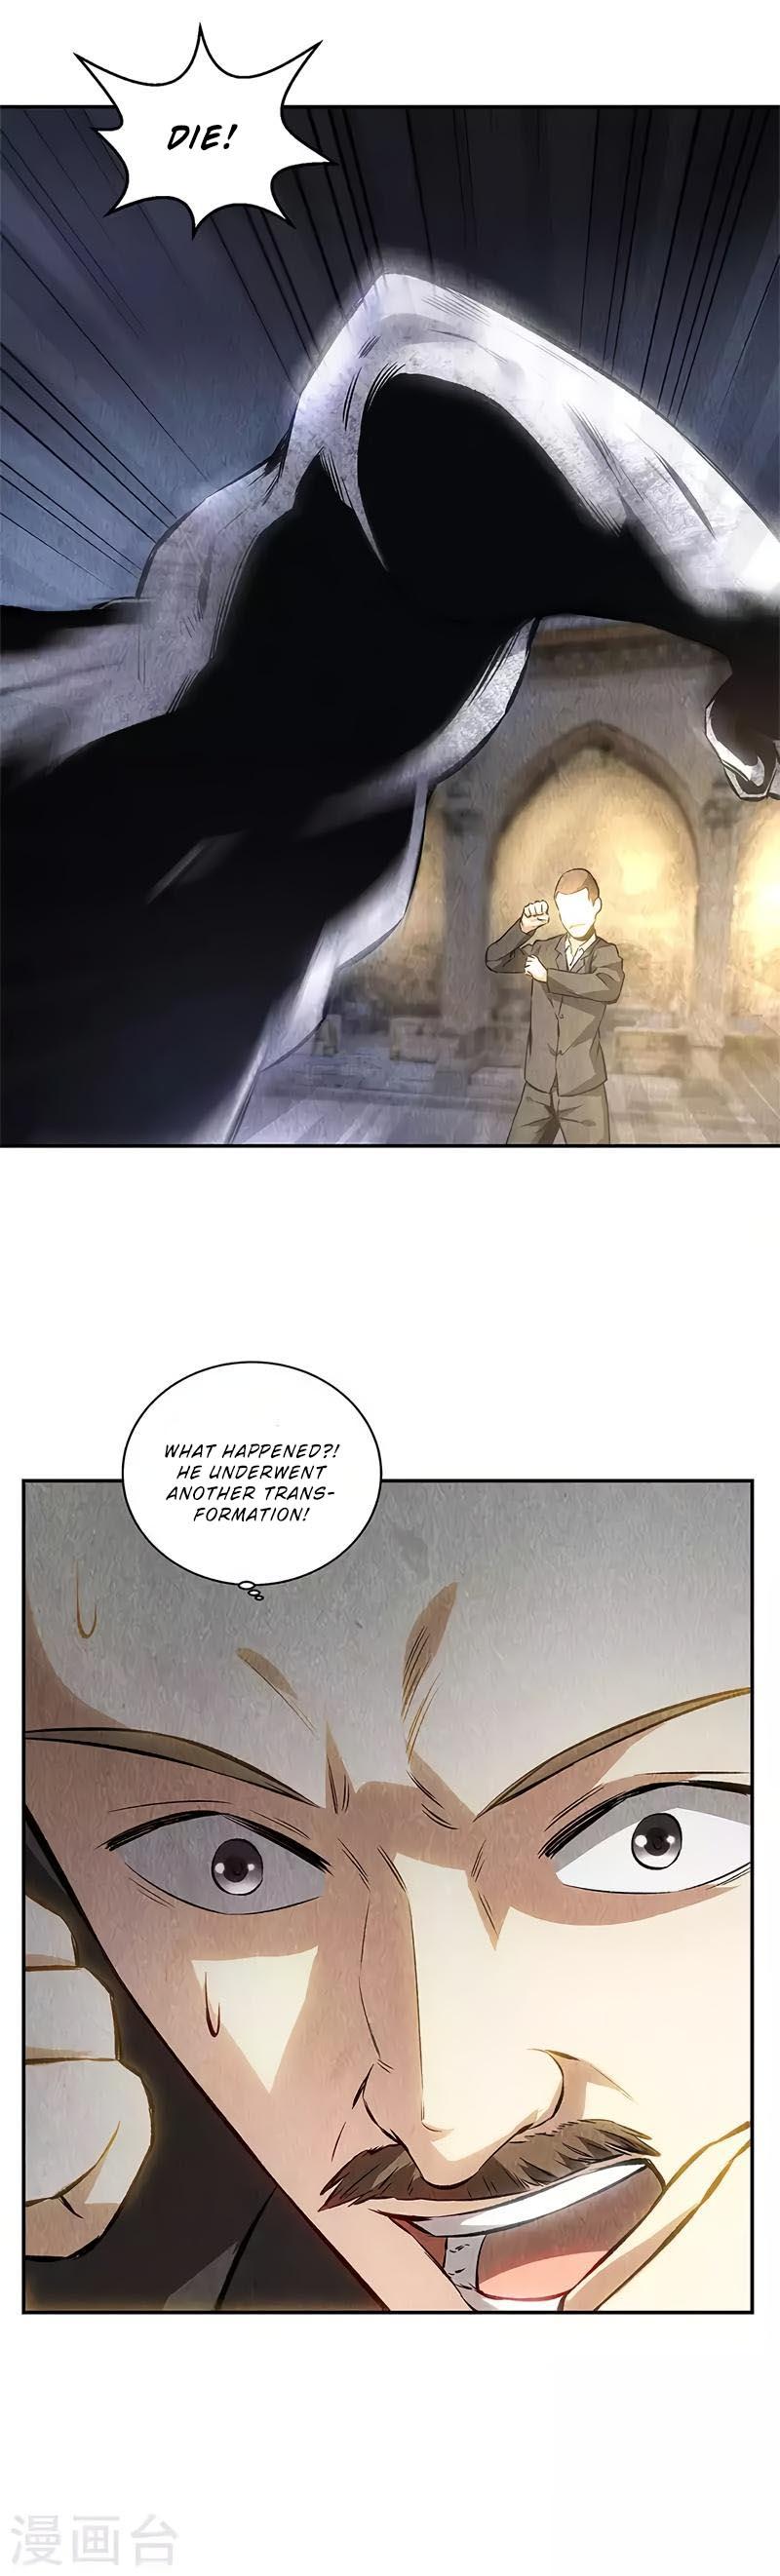 DIE!
WHAT HAPPENED?!
HE UNDERWENT
ANOTHER TRANS-
FORMATION!
漫画台